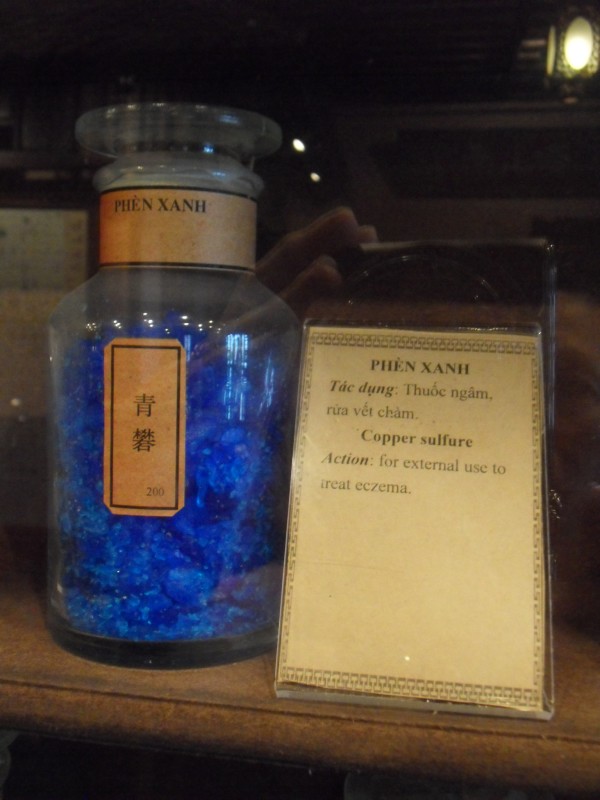 PHÈN XANH
青
礬
200
PHÈN XANH
Tác dụng: Thuốc ngâm,
rửa vết chàm.
Copper sulfure
Action: for external use to
treat eczema.